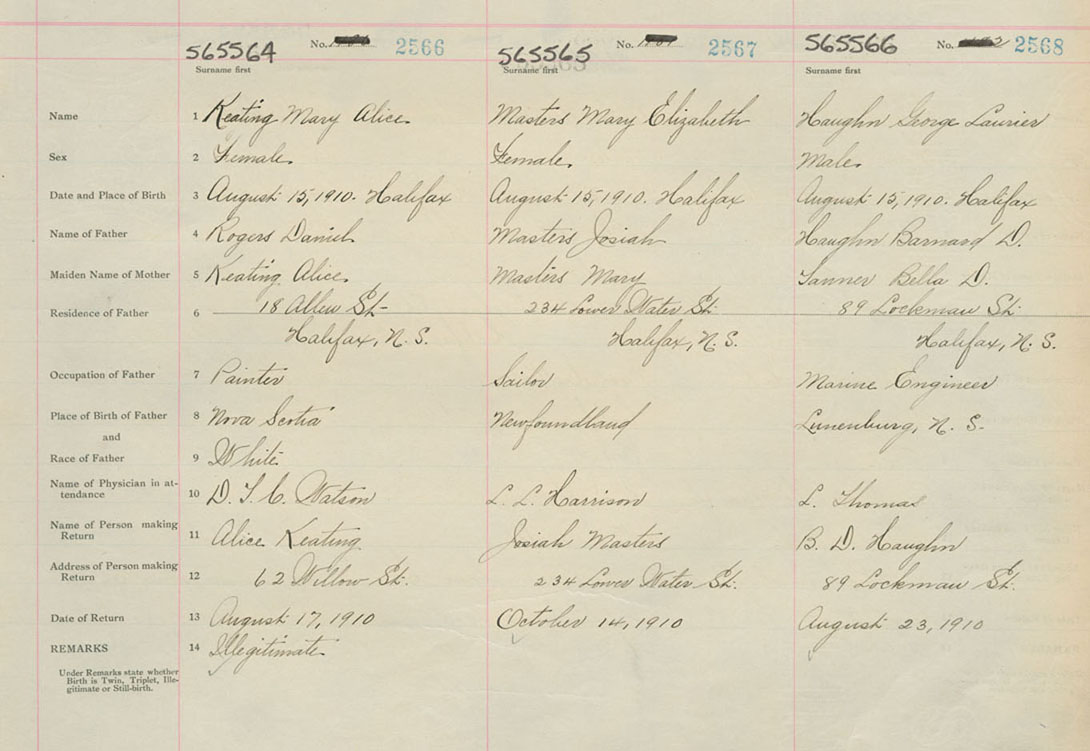 565564 No. 2566 565565 No. 2567 565566 No. 2568
Surname first Surname first Surname first
Name 1 Keating Mary Alice. Masters Mary Elizabeth Haughn George Laurier
Sex 2 Female. Female. Male.
Date and Place of Birth 3 August 15, 1910. Halifax August 15, 1910. Halifax August 15, 1910. Halifax
Name of Father 4 Rogers Daniel Masters Josiah Haughn Barnard D.
Maiden Name of Mother 5 Keating Alice. Masters Mary Tanner Bella D.
Residence of Father 6 18 Allen St- 234 Lower Water St. 89 Lockman St.
Halifax, N. S. Halifax, N. S. Halifax, N. S.
Occupation of Father 7 Painter Sailor Marine Engineer
Place of Birth of Father 8 Nova Scotia Newfoundland Lunenburg, N. S.
and
Race of Father 9 White.
Name of Physician in at-
tendance 10 Watson L. L. Harrison L. Thomas
Name of Person making
Return 11 Alice Keating. Josiah Masters B. D. Haughn
Address of Person making
Return 12 62 Willow St. 234 Lower Water St. 89 Lockman St.
Date of Return 13 August 17, 1910 October 14, 1910 August 23, 1910
REMARKS 14 Illegitimate.
Under Remarks state whether
Birth is Twin, Triplet, Ille-
gitimate or Still-birth.